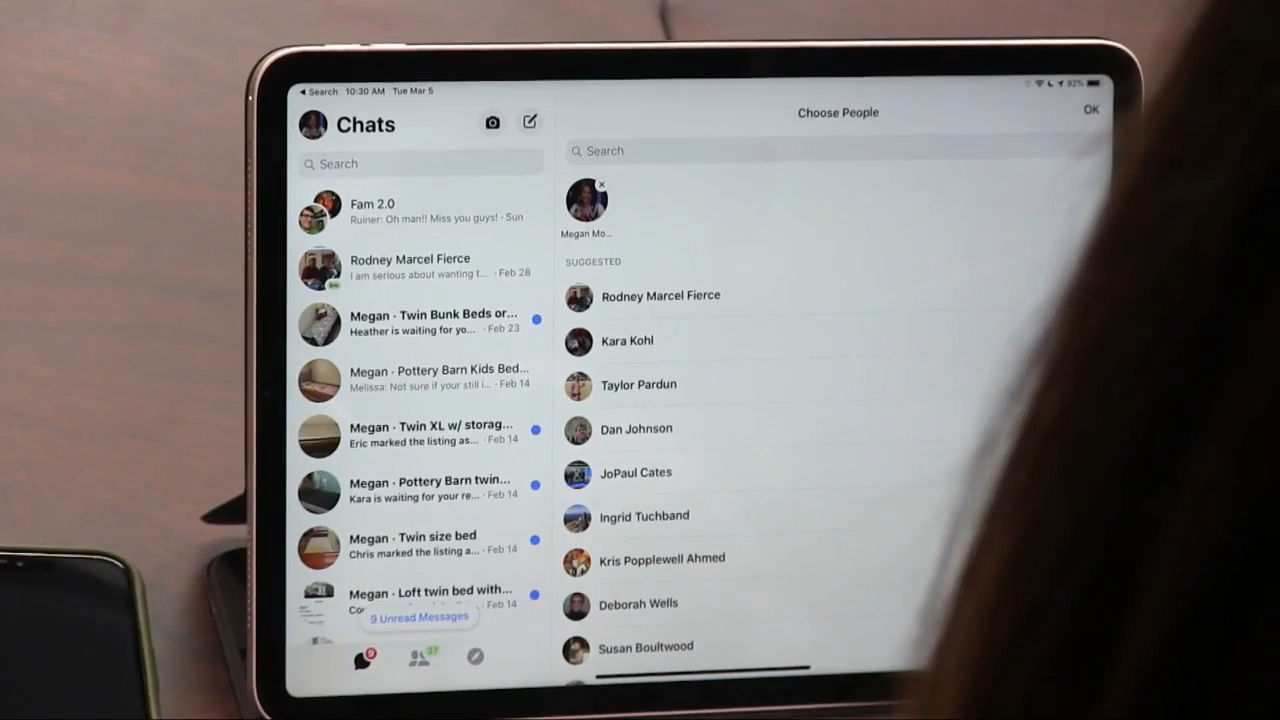 Search 10:30 AM Tue Mar 5
92%
Chats
Search
Fam 2.0
Ruiner: Oh man!! Miss you guys! · Sun
Rodney Marcel Fierce
I am serious about wanting t... · Feb 28
Megan · Twin Bunk Beds or...
Heather is waiting for yo... · Feb 23
Megan · Pottery Barn Kids Bed...
Melissa: Not sure if your still i... · Feb 14
Megan · Twin XL w/ storag...
Eric marked the listing as... · Feb 14
Megan · Pottery Barn twin...
Kara is waiting for your re... · Feb 14
Megan · Twin size bed
Chris marked the listing a... · Feb 14
Megan · Loft twin bed with...
· Feb 14
9 Unread Messages
9
37
Choose People
OK
Search
Megan Mo...
SUGGESTED
Rodney Marcel Fierce
Kara Kohl
Taylor Pardun
Dan Johnson
JoPaul Cates
Ingrid Tuchband
Kris Popplewell Ahmed
Deborah Wells
Susan Boultwood